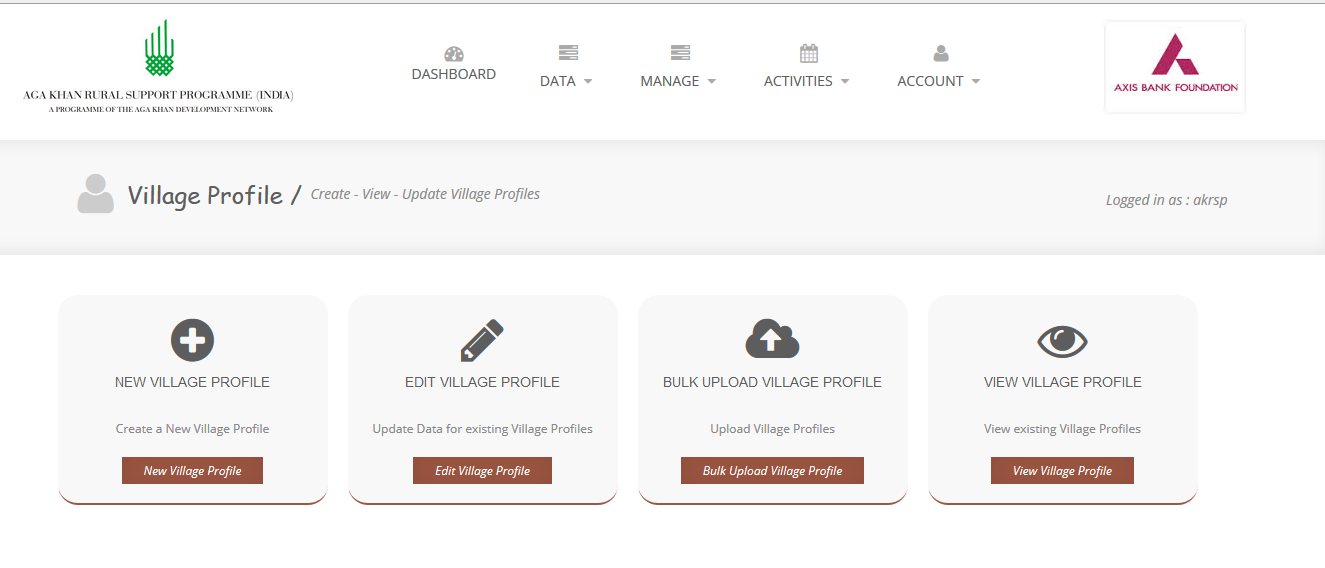 AGA KHAN RURAL SUPPORT PROGRAMME (INDIA)
A PROGRAMME OF THE AGA KHAN DEVELOPMENT NETWORK
DASHBOARD
DATA
MANAGE
ACTIVITIES
ACCOUNT
AXIS BANK FOUNDATION
Village Profile / Create - View - Update Village Profiles
Logged in as : akrsp
NEW VILLAGE PROFILE
Create a New Village Profile
New Village Profile
EDIT VILLAGE PROFILE
Update Data for existing Village Profiles
Edit Village Profile
BULK UPLOAD VILLAGE PROFILE
Upload Village Profiles
Bulk Upload Village Profile
VIEW VILLAGE PROFILE
View existing Village Profiles
View Village Profile